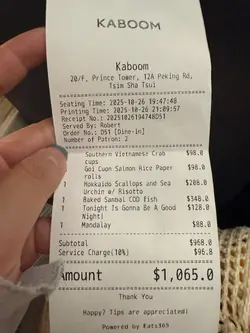 KABOOM
Kaboom
20/F, Prince Tower, 12A Peking Rd,
Tsim Sha Tsui
Seating Time: 2025-10-26 19:47:48
Printing Time: 2025-10-26 21:09:57
Receipt No.: 20251026194748D51
Served By: Robert
Order No.: D51 [Dine-in]
Number of Patron: 2
Southern Vietnamese Crab $98.0
cups
Goi Cuan Salmon Rice Paper $98.0
rolls
1 Hokkaido Scallops and Sea $208.0
Urchin w/ Risotto
1 Baked Sambal COD Fish $348.0
1 Tonight Is Gonna Be A Good $128.0
Night!
1 Mandalay $88.0
Subtotal $968.0
Service Charge(10%) $96.8
Amount $1,065.0
Thank You
Happy? Tips are appreciated!
Powered by Eats365